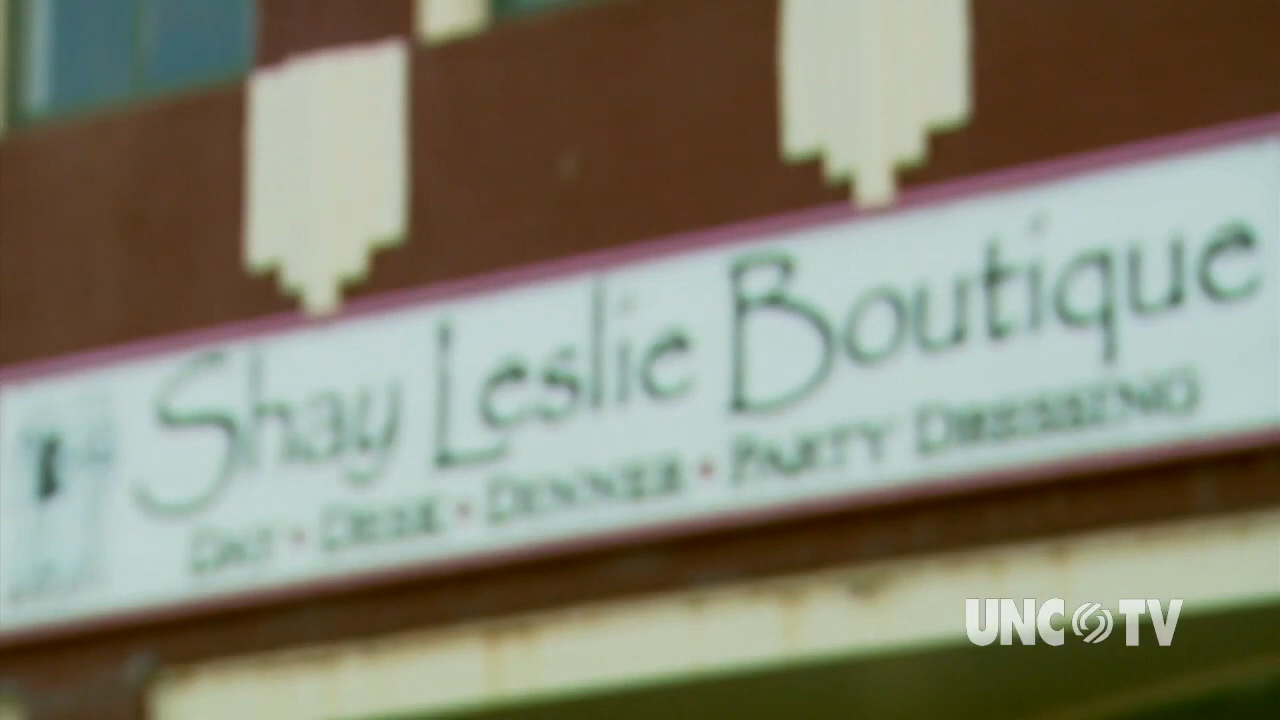 Shay Leslie Boutique
DAY • DESK • DINNER • PARTY DRESSING
UNC TV